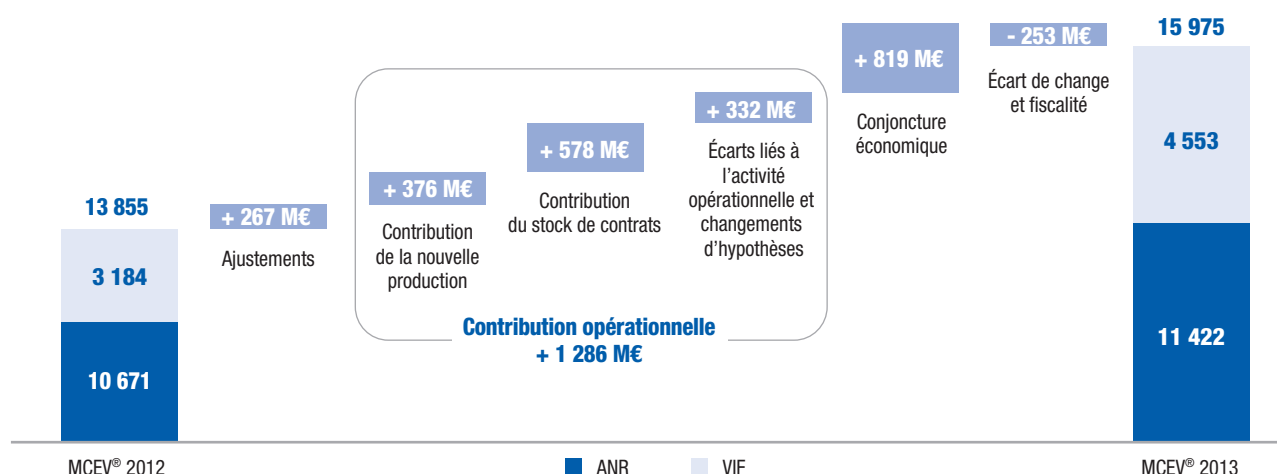 13 855
3 184
10 671
MCEV® 2012
+ 267 M€
Ajustements
+ 376 M€
Contribution
de la nouvelle
production
+ 578 M€
Contribution
du stock de contrats
+ 332 M€
Écarts liés à
l’activité
opérationnelle et
changements
d’hypothèses
Contribution opérationnelle
+ 1 286 M€
+ 819 M€
Conjoncture
économique
- 253 M€
Écart de change
et fiscalité
15 975
4 553
11 422
MCEV® 2013
ANR
VIF